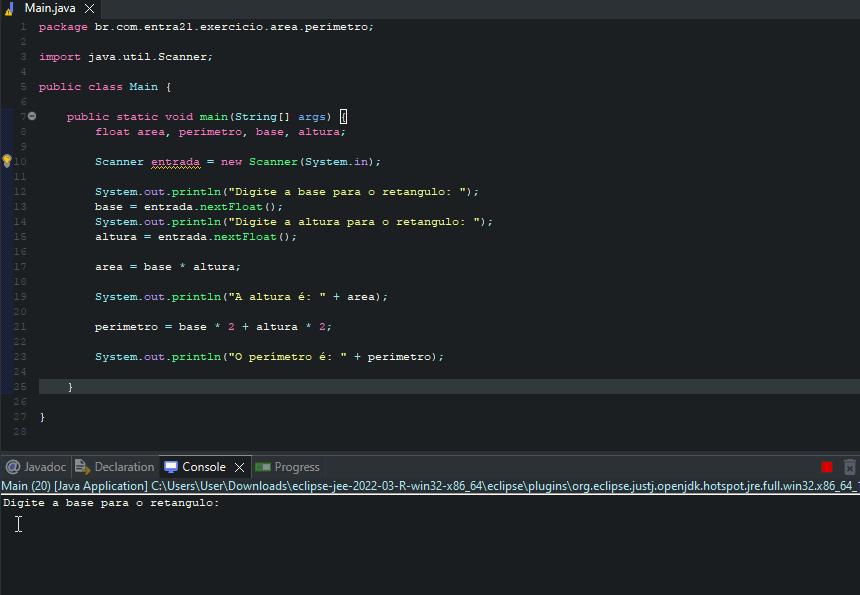 Main.java
1 package br.com.entra21.exercicio.area.perimetro;
2
3 import java.util.Scanner;
4
5 public class Main {
6
7 public static void main(String[] args) {
8 float area, perimetro, base, altura;
9
10 Scanner entrada = new Scanner(System.in);
11
12 System.out.println("Digite a base para o retangulo: ");
13 base = entrada.nextFloat();
14 System.out.println("Digite a altura para o retangulo: ");
15 altura = entrada.nextFloat();
16
17 area = base * altura;
18
19 System.out.println("A altura é: " + area);
20
21 perimetro = base * 2 + altura * 2;
22
23 System.out.println("O perímetro é: " + perimetro);
24
25 }
26
27 }
28
@ Javadoc Declaration Console Progress
Main (20) [Java Application] C:\Users\User\Downloads\eclipse-jee-2022-03-R-win32-x86_64\eclipse\plugins\org.eclipse.justj.openjdk.hotspot.jre.full.win32.x86_64_
Digite a base para o retangulo: